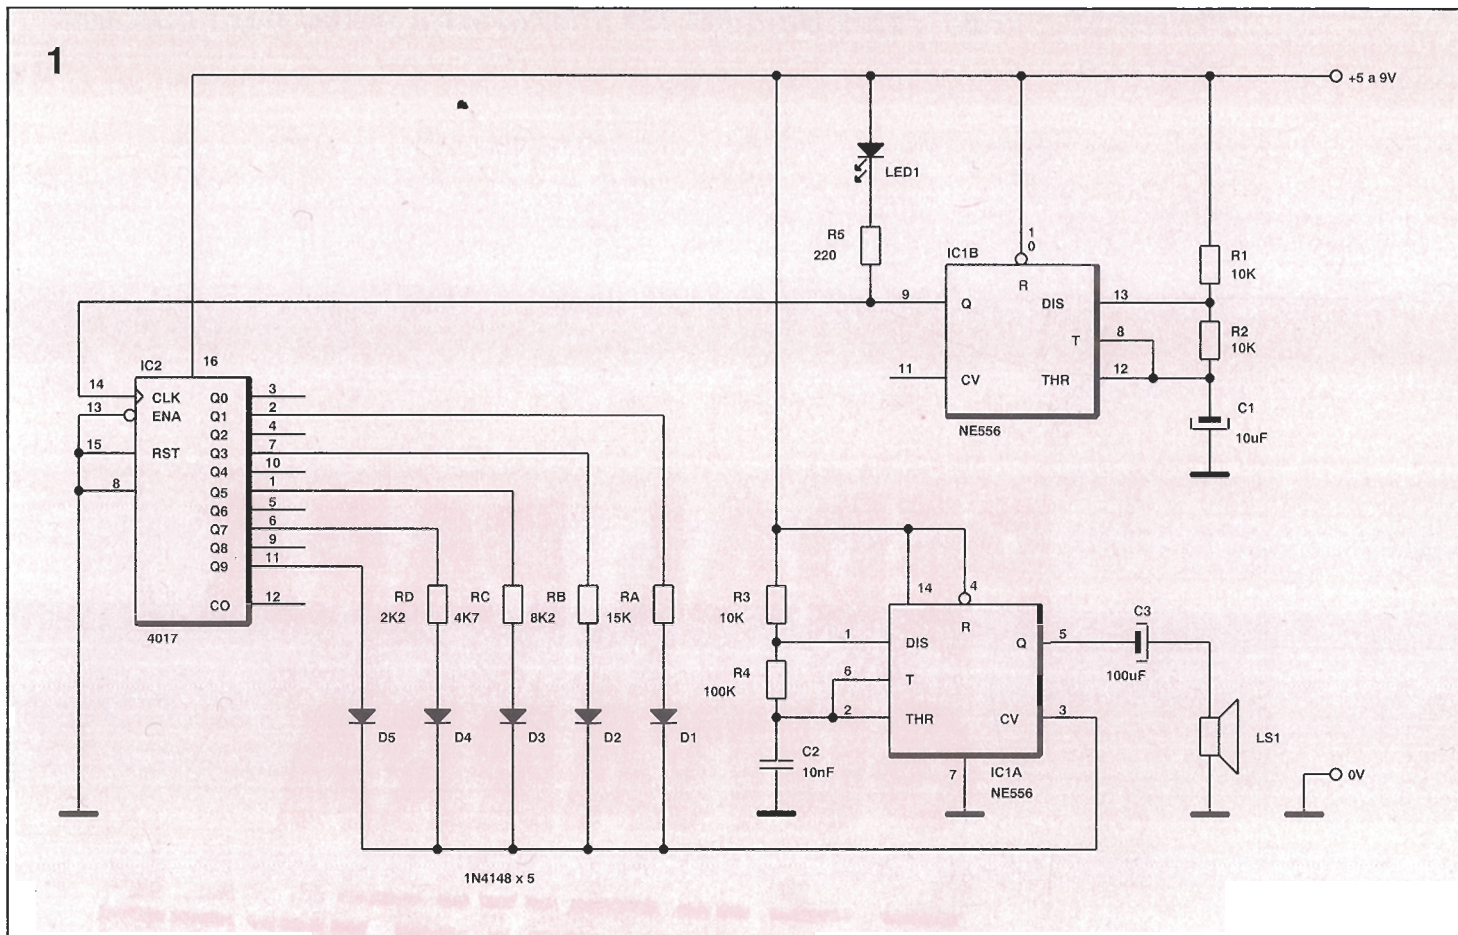 1
+5 a 9V
LED1
R5
220
IC1B
1
0
R
9
Q
DIS
13
T
8
11
CV
THR
12
NE556
R1
10K
R2
10K
C1
10uF
IC2
16
14
CLK
13
ENA
15
RST
8
Q0
3
Q1
2
Q2
4
Q3
7
Q4
10
Q5
1
Q6
5
Q7
6
Q8
9
Q9
11
CO
12
4017
RD
2K2
RC
4K7
RB
8K2
RA
15K
D5
D4
D3
D2
D1
1N4148 x 5
R3
10K
R4
100K
C2
10nF
14
4
R
1
DIS
6
T
2
THR
Q
5
CV
3
7
IC1A
NE556
C3
100uF
LS1
0V